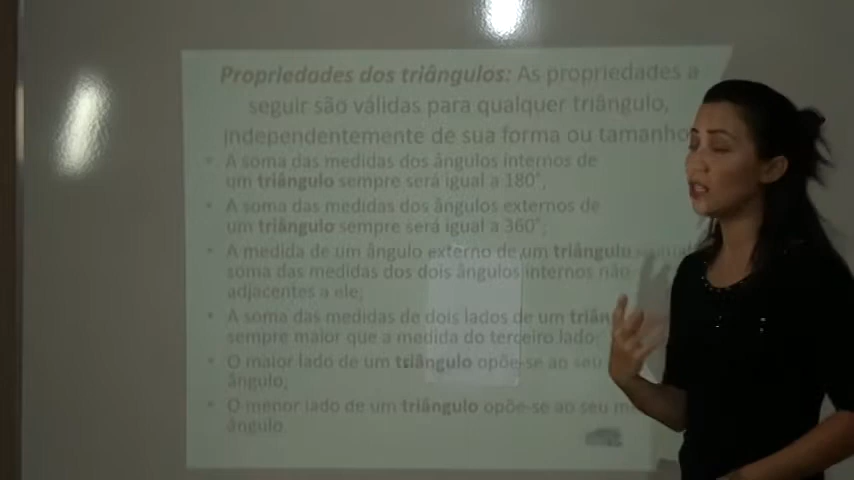 Propriedades dos triângulos: As propriedades a
seguir são válidas para qualquer triângulo,
independentemente de sua forma ou tamanho
• A soma das medidas dos ângulos internos de
um triângulo sempre será igual a 180°;
• A soma das medidas dos ângulos externos de
um triângulo sempre será igual a 360°;
• A medida de um ângulo externo de um triângulo
soma das medidas dos dois ângulos internos não
adjacentes a ele;
• A soma das medidas de dois lados de um
sempre maior que a medida do terceiro lado;
• O maior lado de um triângulo opõe-se ao seu
ângulo;
• O menor lado de um triângulo opõe-se ao seu
ângulo.